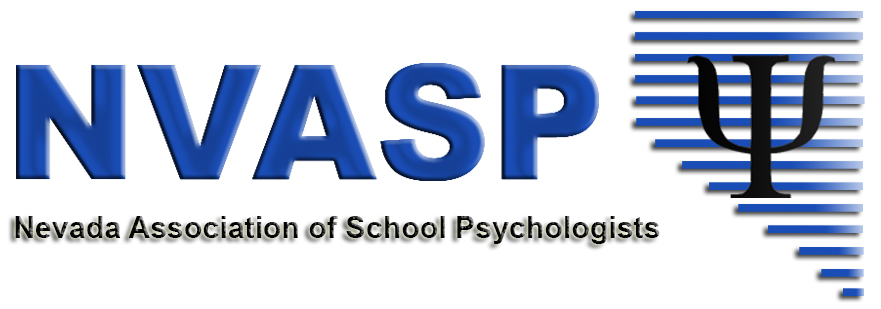 NVASP
Ψ
Nevada Association of School Psychologists